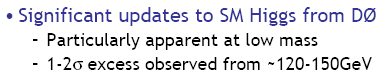 • Significant updates to SM Higgs from DØ
- Particularly apparent at low mass
- 1-2σ excess observed from ~120-150GeV